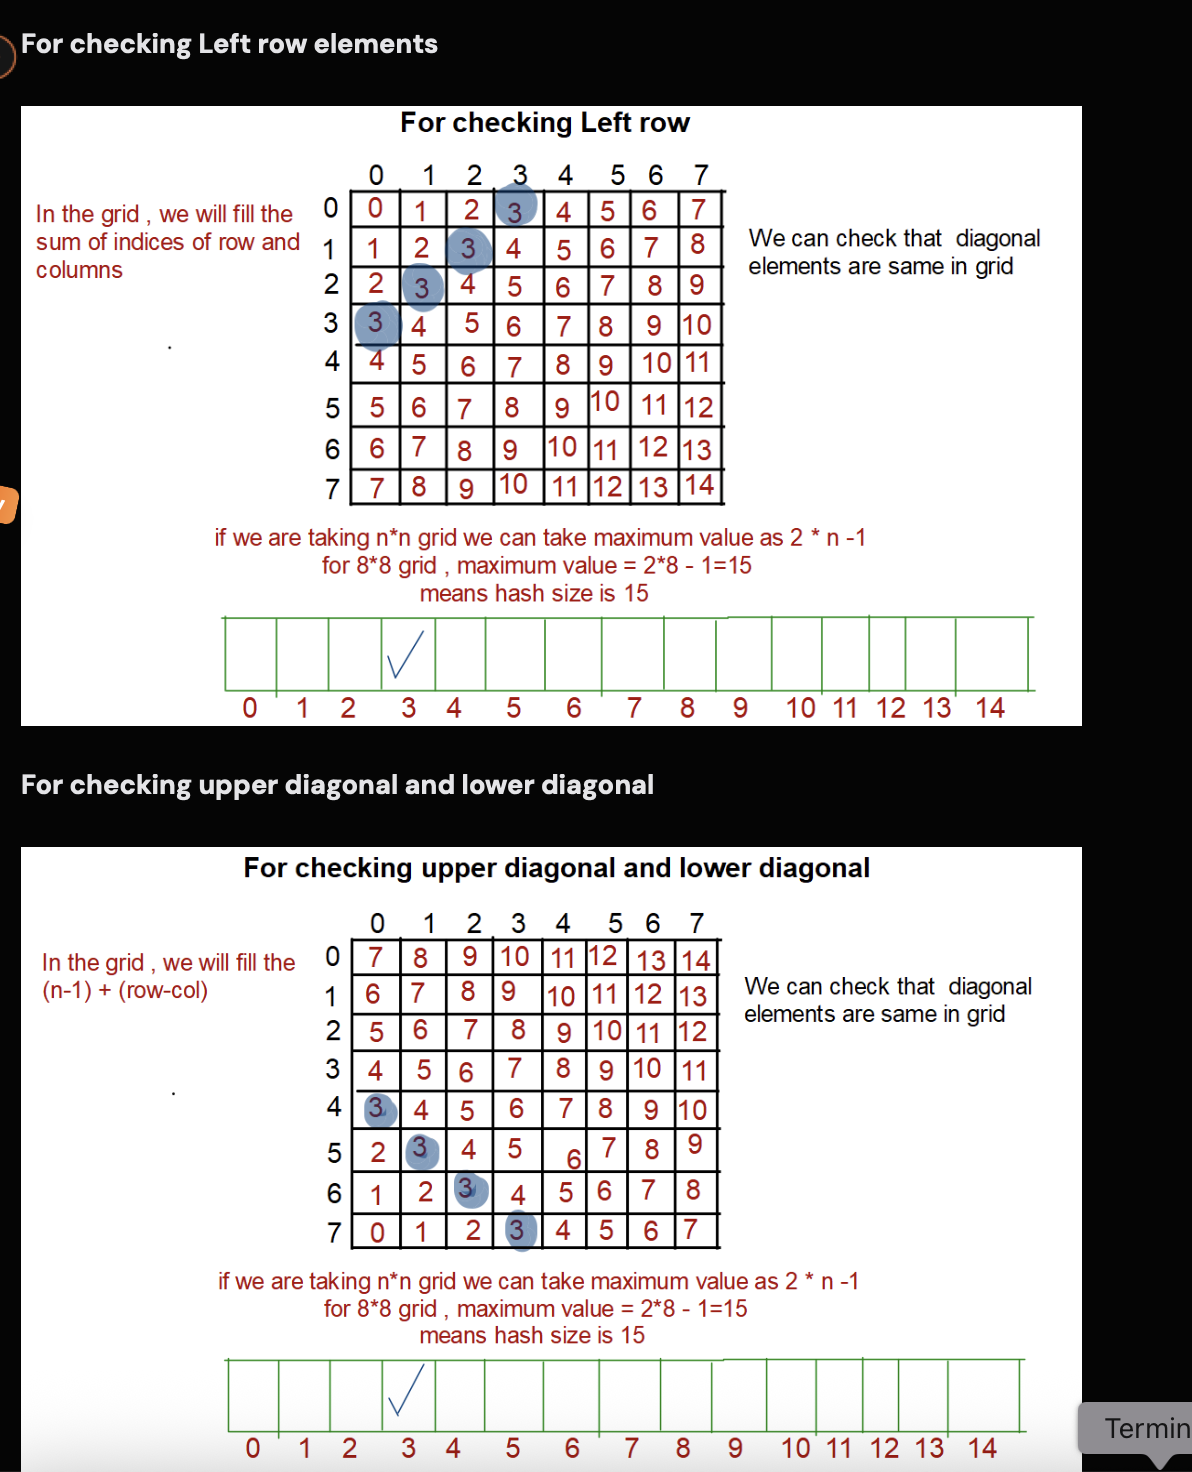 For checking Left row elements
For checking Left row
0 1 2 3 4 5 6 7
In the grid , we will fill the
sum of indices of row and
columns
0 0 1 2 3 4 5 6 7
1 1 2 3 4 5 6 7 8
2 2 3 4 5 6 7 8 9
3 3 4 5 6 7 8 9 10
4 4 5 6 7 8 9 10 11
5 5 6 7 8 9 10 11 12
6 6 7 8 9 10 11 12 13
7 7 8 9 10 11 12 13 14
We can check that diagonal
elements are same in grid
if we are taking n*n grid we can take maximum value as 2 * n -1
for 8*8 grid , maximum value = 2*8 - 1=15
means hash size is 15
0 1 2 3 4 5 6 7 8 9 10 11 12 13 14
For checking upper diagonal and lower diagonal
For checking upper diagonal and lower diagonal
0 1 2 3 4 5 6 7
In the grid , we will fill the
(n-1) + (row-col)
0 7 8 9 10 11 12 13 14
1 6 7 8 9 10 11 12 13
2 5 6 7 8 9 10 11 12
3 4 5 6 7 8 9 10 11
4 3 4 5 6 7 8 9 10
5 2 3 4 5 6 7 8 9
6 1 2 3 4 5 6 7 8
7 0 1 2 3 4 5 6 7
We can check that diagonal
elements are same in grid
if we are taking n*n grid we can take maximum value as 2 * n -1
for 8*8 grid , maximum value = 2*8 - 1=15
means hash size is 15
0 1 2 3 4 5 6 7 8 9 10 11 12 13 14
Termin